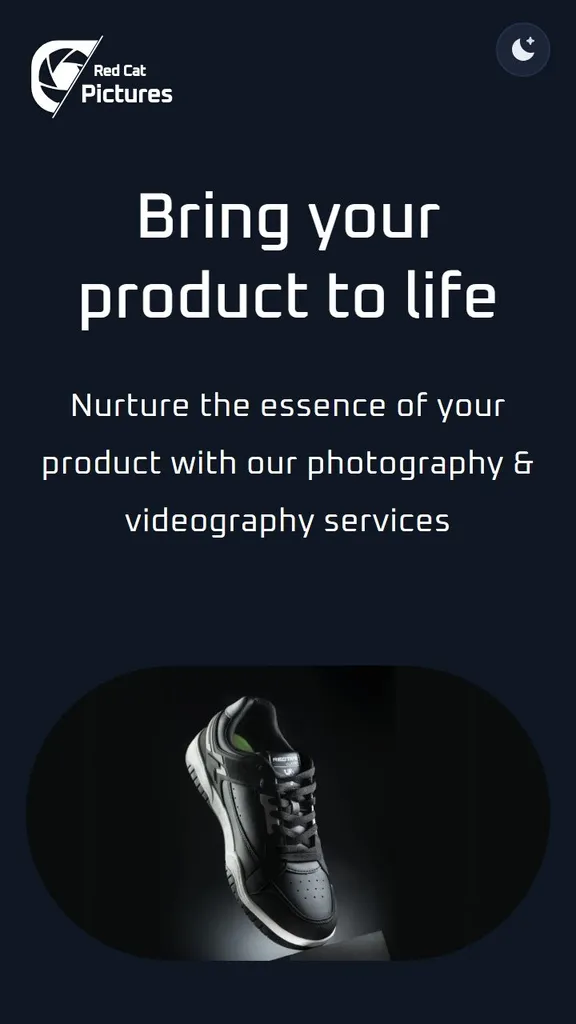 Red Cat
Pictures
Bring your
product to life
Nurture the essence of your
product with our photography &
videography services